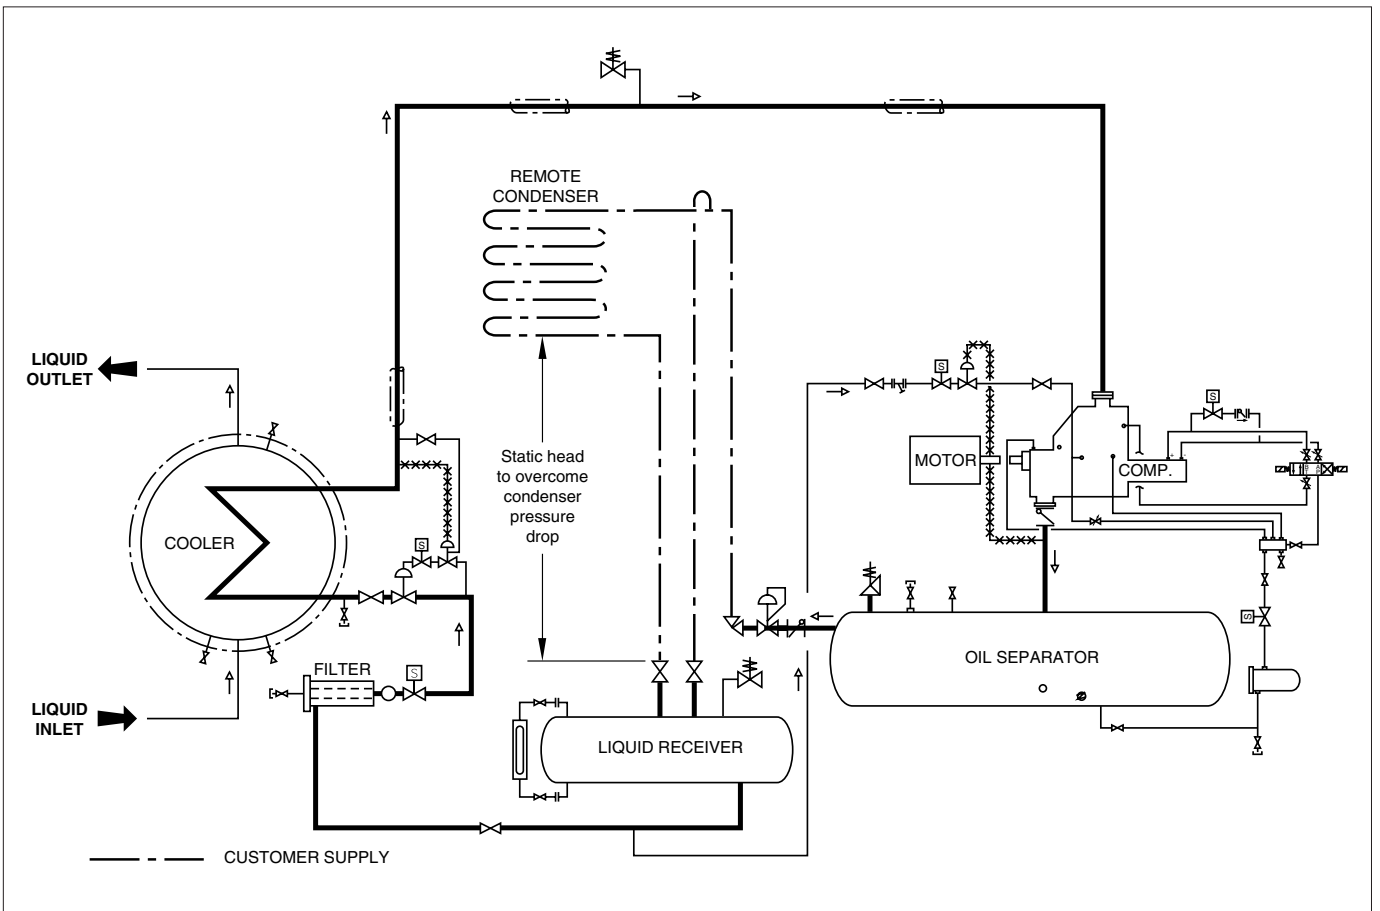 REMOTE
CONDENSER
LIQUID
OUTLET
S
S
MOTOR
COMP.
+
-
Static head
to overcome
condenser
pressure
drop
COOLER
S
S
OIL SEPARATOR
FILTER
S
LIQUID
INLET
LIQUID RECEIVER
CUSTOMER SUPPLY